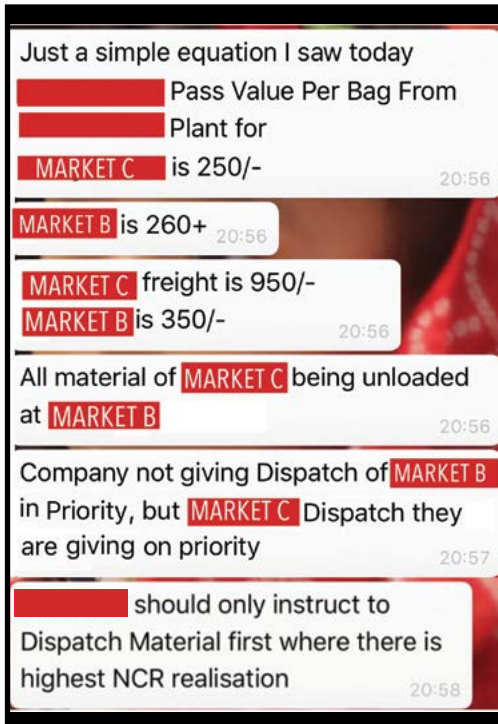 Just a simple equation I saw today
Pass Value Per Bag From
Plant for
MARKET C is 250/-
20:56
MARKET B is 260+ 20:56
MARKET C freight is 950/-
MARKET B is 350/-
20:56
All material of MARKET C being unloaded
at MARKET B
20:56
Company not giving Dispatch of MARKET B
in Priority, but MARKET C Dispatch they
are giving on priority
20:57
should only instruct to
Dispatch Material first where there is
highest NCR realisation
20:58